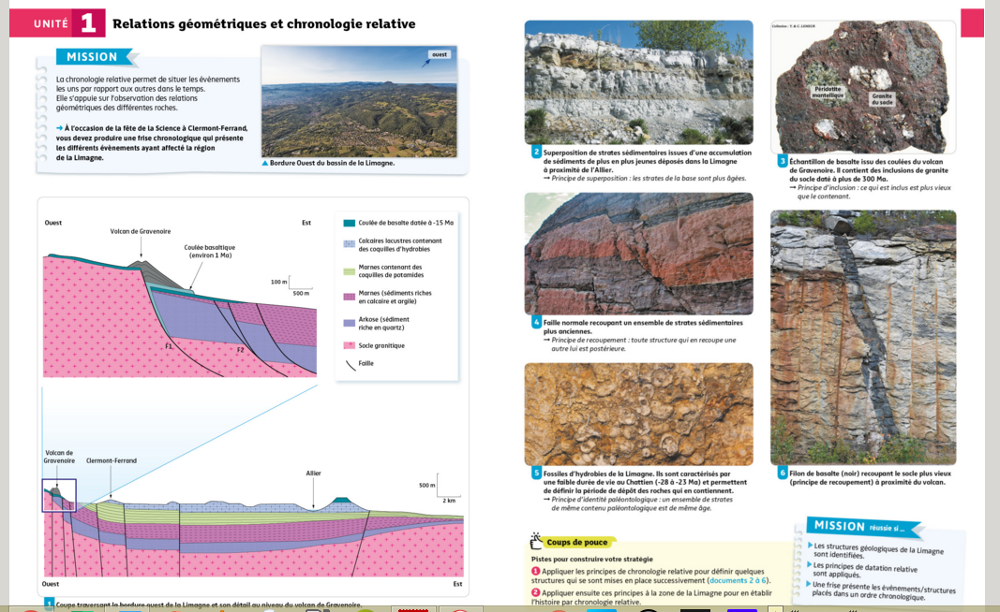 UNITÉ 1 Relations géométriques et chronologie relative
MISSION
La chronologie relative permet de situer les évènements
les uns par rapport aux autres dans le temps.
Elle s'appuie sur l'observation des relations
géométriques des différentes roches.
➔ À l'occasion de la fête de la Science à Clermont-Ferrand,
vous devez produire une frise chronologique qui présente
les différents évènements ayant affecté la région
de la Limagne.
ouest
▲ Bordure Ouest du bassin de la Limagne.
Ouest
Est
Volcan de Gravenoire
Coulée basaltique
(environ 1 Ma)
100 m
500 m
F1
F2
Coulée de basalte datée à -15 Ma
Calcaires lacustres contenant
des coquilles d'hydrobies
Marnes contenant des
coquilles de potamides
Marnes (sédiments riches
en calcaire et argile)
Arkose (sédiment
riche en quartz)
Socle granitique
Faille
Volcan de
Gravenoire
Clermont-Ferrand
Allier
500 m
2 km
Ouest
Est
1 Coupe traversant la bordure ouest de la Limagne et son détail au niveau du volcan de Gravenoire.
2 Superposition de strates sédimentaires issues d'une accumulation
de sédiments de plus en plus jeunes déposés dans la Limagne
à proximité de l'Allier.
→ Principe de superposition : les strates de la base sont plus âgées.
Péridotite
mantellique
Granite
du socle
3 Échantillon de basalte issu des coulées du volcan
de Gravenoire. Il contient des inclusions de granite
du socle daté à plus de 300 Ma.
→ Principe d'inclusion : ce qui est inclus est plus vieux
que le contenant.
4 Faille normale recoupant un ensemble de strates sédimentaires
plus anciennes.
→ Principe de recoupement : toute structure qui en recoupe une
autre lui est postérieure.
5 Fossiles d'hydrobies de la Limagne. Ils sont caractérisés par
une faible durée de vie au Chattien (-28 à -23 Ma) et permettent
de définir la période de dépôt des roches qui en contiennent.
→ Principe d'identité paléontologique : un ensemble de strates
de même contenu paléontologique est de même âge.
6 Filon de basalte (noir) recoupant le socle plus vieux
(principe de recoupement) à proximité du volcan.
Coups de pouce
Pistes pour construire votre stratégie
1 Appliquer les principes de chronologie relative pour définir quelques
structures qui se sont mises en place successivement (documents 2 à 6).
2 Appliquer ensuite ces principes à la zone de la Limagne pour en établir
l'histoire par chronologie relative.
MISSION réussie si ...
▶ Les structures géologiques de la Limagne
sont identifiées.
▶ Les principes de datation relative
sont appliqués.
▶ Une frise présente les évènements/structures
placés dans un ordre chronologique.